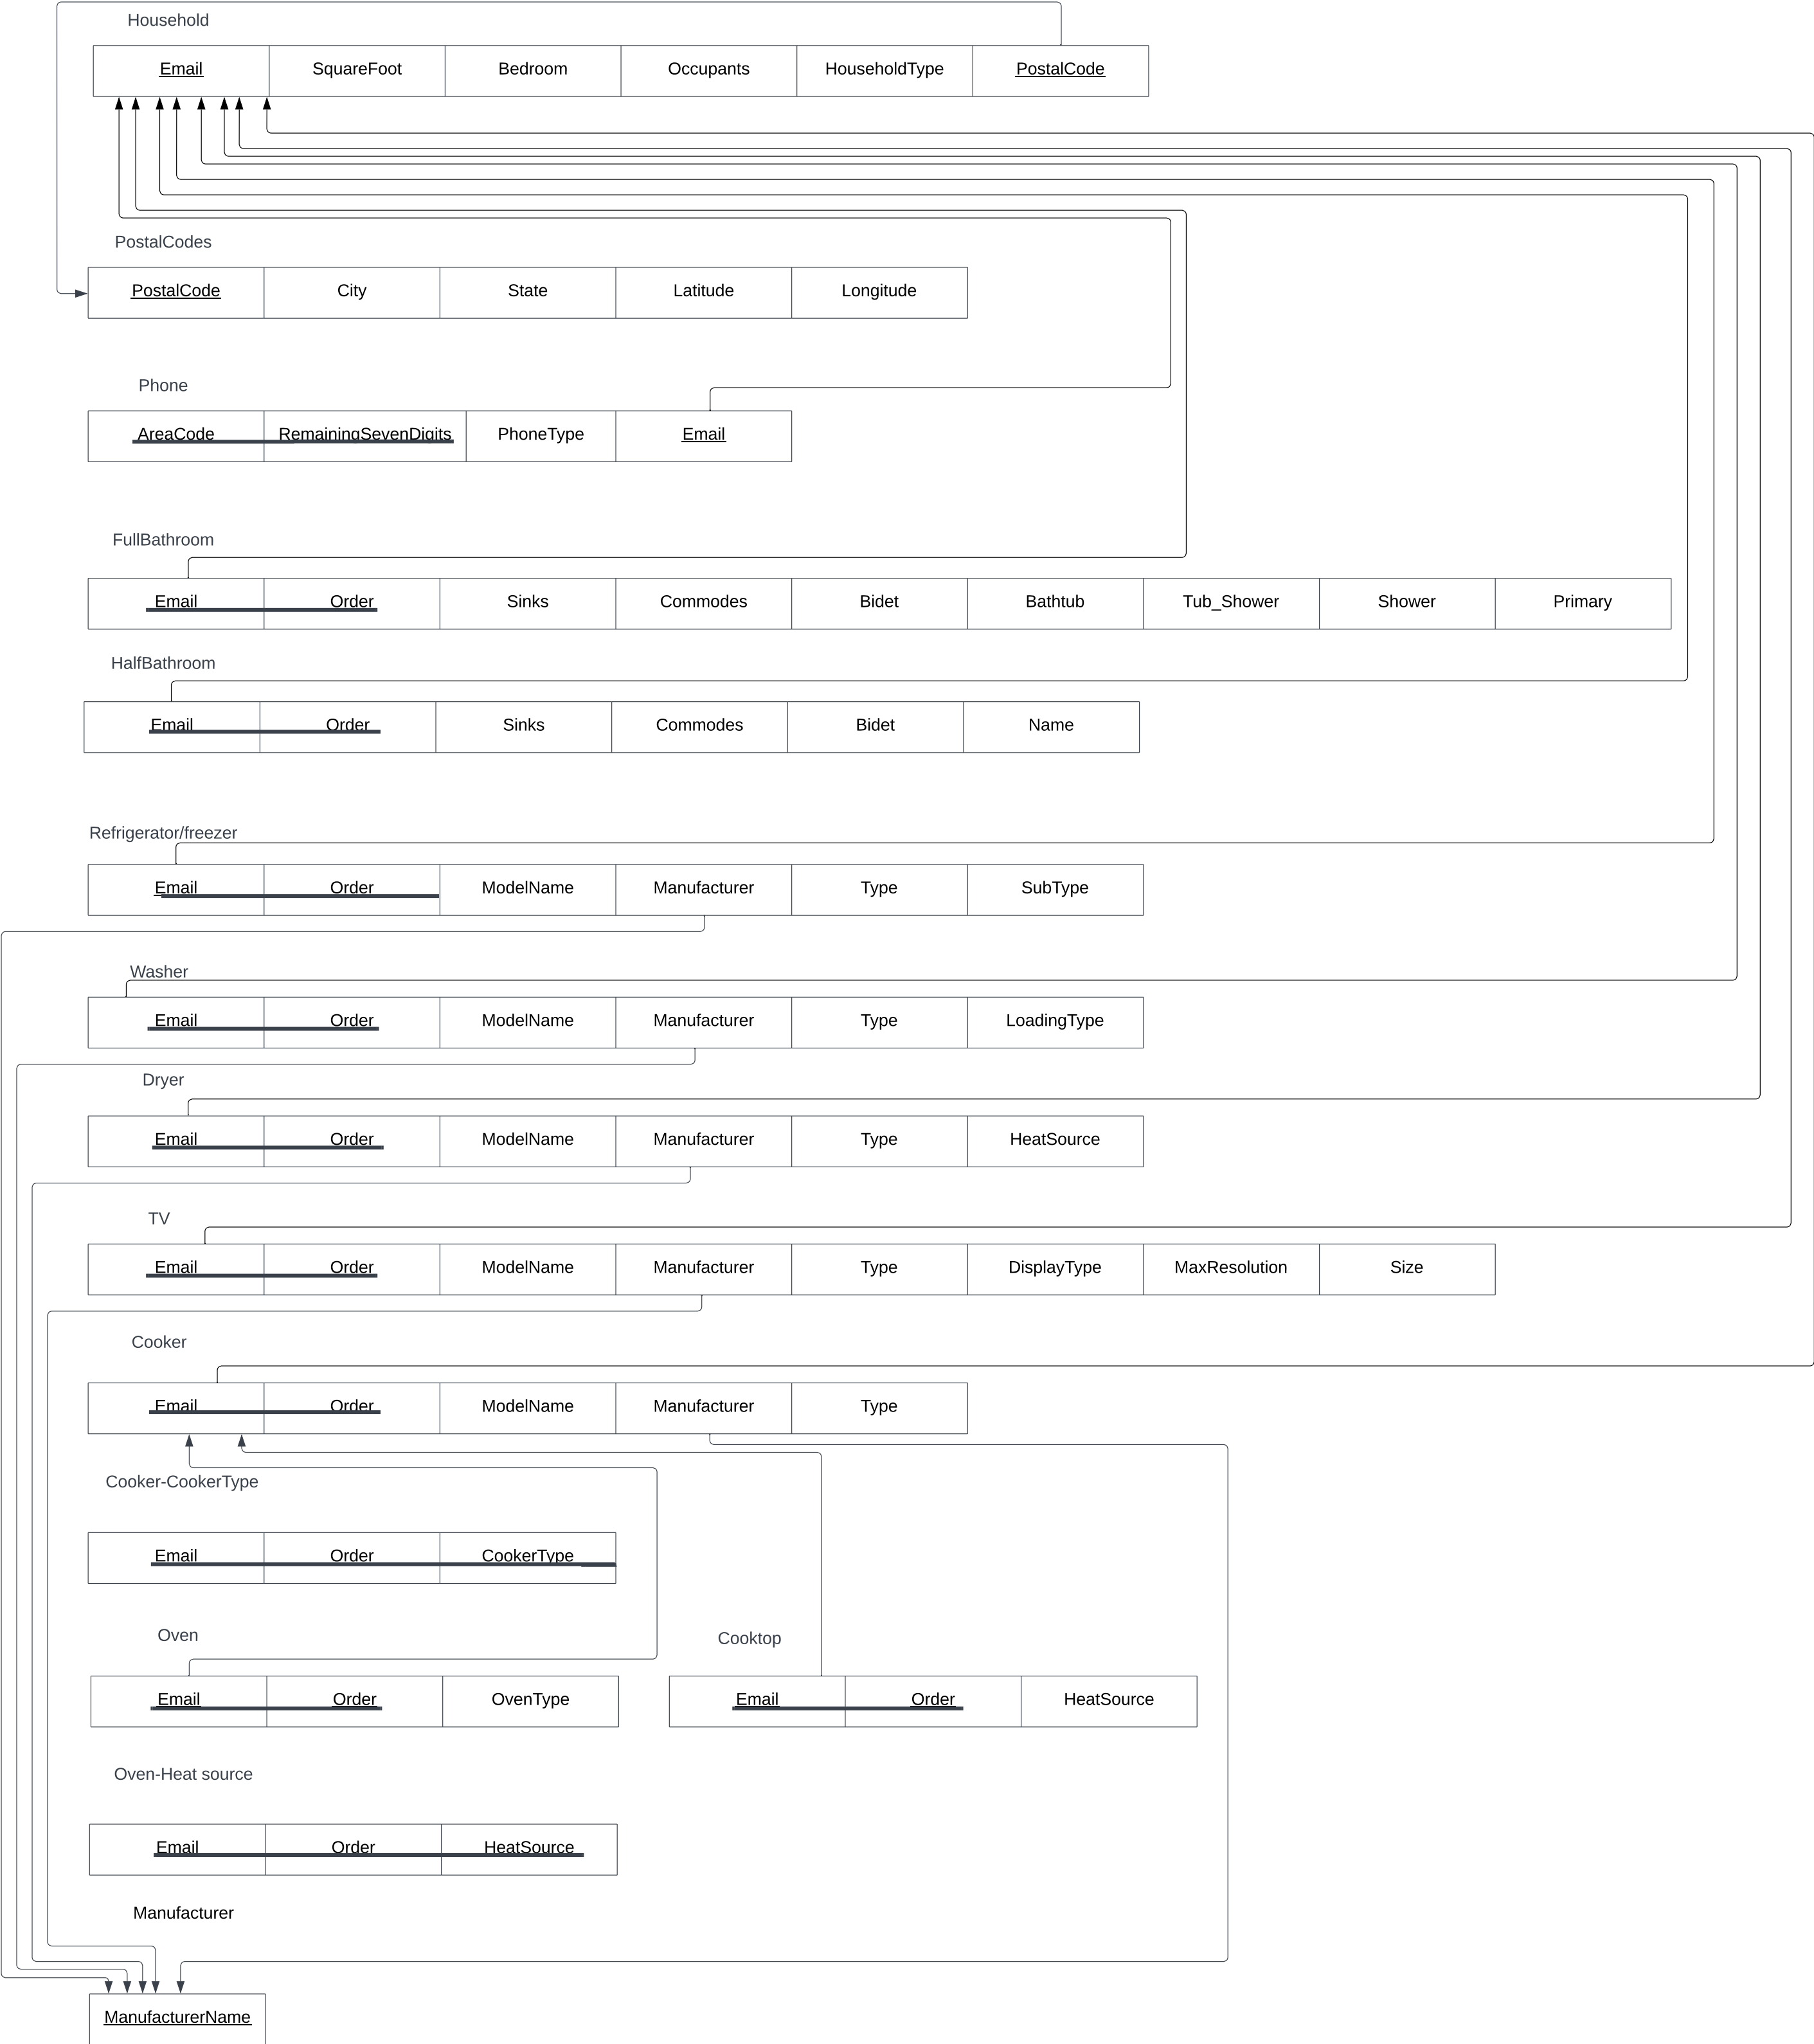 Household
Email SquareFoot Bedroom Occupants HouseholdType PostalCode
PostalCodes
PostalCode City State Latitude Longitude
Phone
AreaCode RemainingSevenDigits PhoneType Email
FullBathroom
Email Order Sinks Commodes Bidet Bathtub Tub_Shower Shower Primary
HalfBathroom
Email Order Sinks Commodes Bidet Name
Refrigerator/freezer
Email Order ModelName Manufacturer Type SubType
Washer
Email Order ModelName Manufacturer Type LoadingType
Dryer
Email Order ModelName Manufacturer Type HeatSource
TV
Email Order ModelName Manufacturer Type DisplayType MaxResolution Size
Cooker
Email Order ModelName Manufacturer Type
Cooker-CookerType
Email Order CookerType
Oven
Email Order OvenType
Cooktop
Email Order HeatSource
Oven-Heat source
Email Order HeatSource
Manufacturer
ManufacturerName